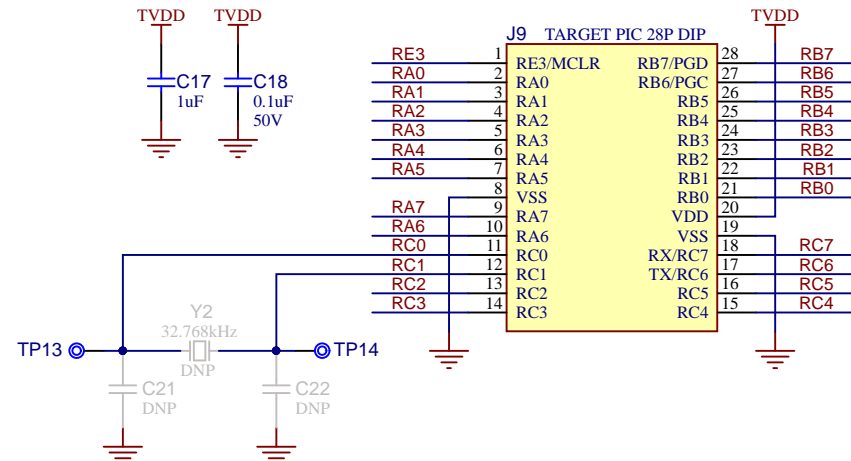 TVDD
TVDD
TVDD
C17
1uF
C18
0.1uF
50V
J9 TARGET PIC 28P DIP
RE3 1 RE3/MCLR RB7/PGD 28 RB7
RA0 2 RA0 RB6/PGC 27 RB6
RA1 3 RA1 RB5 26 RB5
RA2 4 RA2 RB4 25 RB4
RA3 5 RA3 RB3 24 RB3
RA4 6 RA4 RB2 23 RB2
RA5 7 RA5 RB1 22 RB1
8 VSS RB0 21 RB0
RA7 9 RA7 VDD 20
RA6 10 RA6 VSS 19
RC0 11 RC0 RX/RC7 18 RC7
RC1 12 RC1 TX/RC6 17 RC6
RC2 13 RC2 RC5 16 RC5
RC3 14 RC3 RC4 15 RC4
Y2
32.768kHz
DNP
TP13
TP14
C21
DNP
C22
DNP